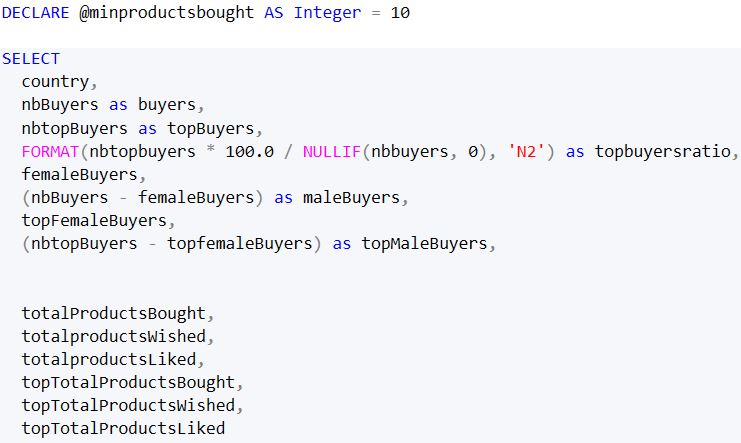 DECLARE @minproductsbought AS Integer = 10
SELECT
country,
nbBuyers as buyers,
nbtopBuyers as topBuyers,
FORMAT(nbtopbuyers * 100.0 / NULLIF(nbbuyers, 0), 'N2') as topbuyersratio,
femaleBuyers,
(nbBuyers - femaleBuyers) as maleBuyers,
topFemaleBuyers,
(nbtopBuyers - topfemaleBuyers) as topMaleBuyers,
totalProductsBought,
totalproductsWished,
totalproductsLiked,
topTotalProductsBought,
topTotalProductsWished,
topTotalProductsLiked